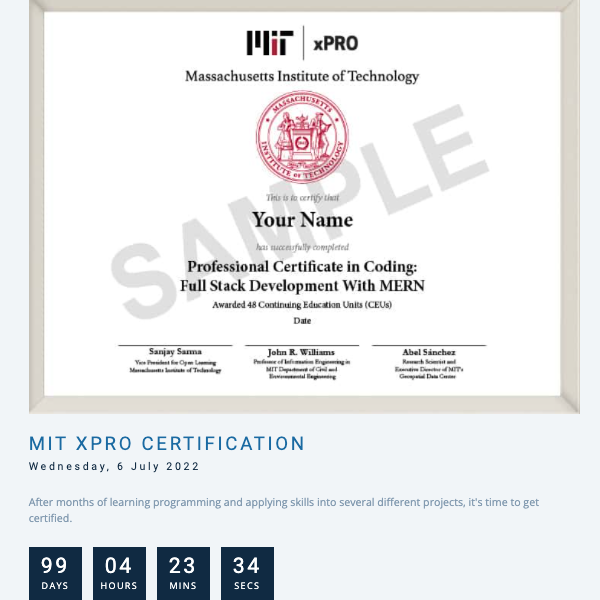 MIT xPRO
Massachusetts Institute of Technology
MASSACHUSETTS INSTITUTE OF TECHNOLOGY
SAMPLE
This is to certify that
Your Name
has successfully completed
Professional Certificate in Coding:
Full Stack Development With MERN
Awarded 48 Continuing Education Units (CEUs)
Date
Sanjay Sarma
Vice President for Open Learning
Massachusetts Institute of Technology
John R. Williams
Professor of Information Engineering in
MIT Department of Civil and
Environmental Engineering
Abel Sánchez
Research Scientist and
Executive Director of MIT's
Geospatial Data Center
MIT XPRO CERTIFICATION
Wednesday, 6 July 2022
After months of learning programming and applying skills into several different projects, it's time to get
certified.
99 04 23 34
DAYS HOURS MINS SECS